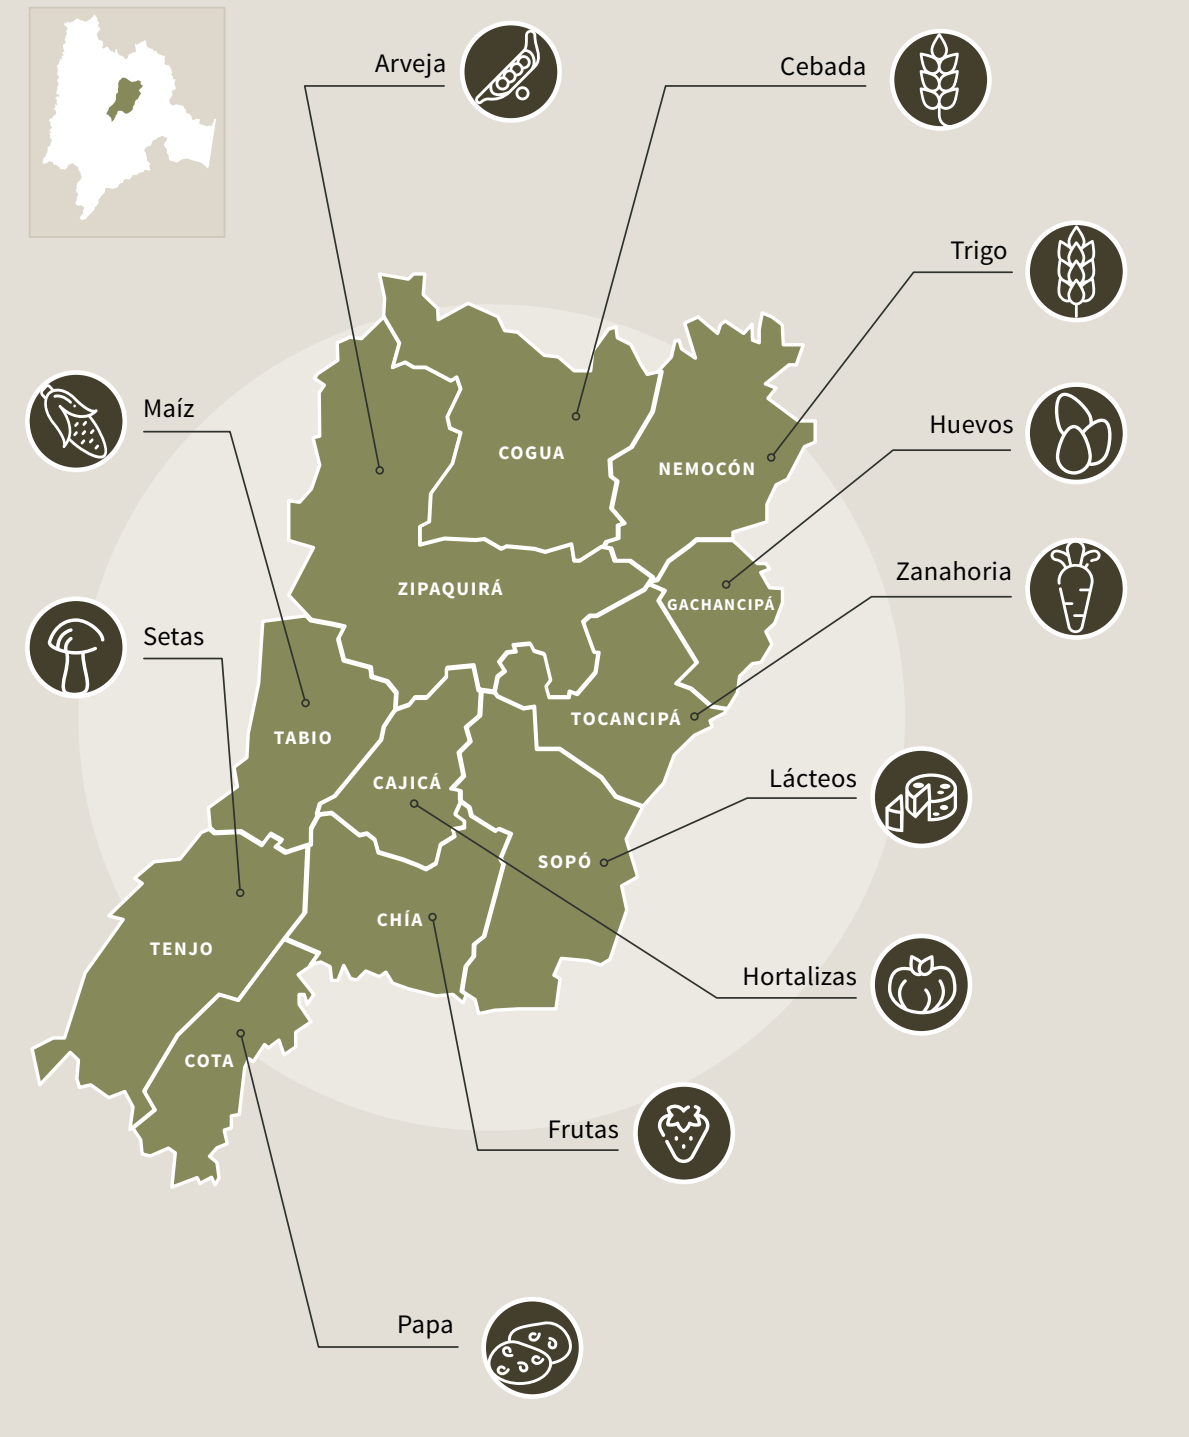 Arveja
Cebada
Trigo
Maíz
Huevos
COGUA
NEMOCÓN
Zanahoria
ZIPAQUIRÁ
GACHANCIPÁ
Setas
TOCANCIPÁ
TABIO
CAJICÁ
Lácteos
SOPÓ
CHÍA
TENJO
Hortalizas
COTA
Frutas
Papa